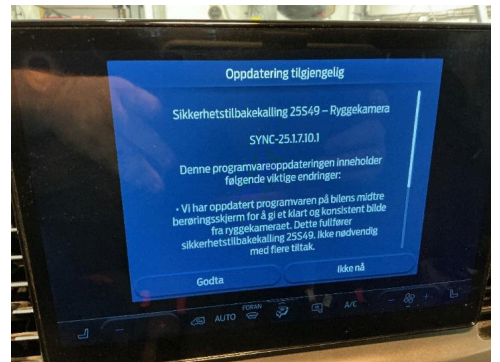 Oppdatering tilgjengelig
Sikkerhetstilbakekalling 25S49 – Ryggekamera
SYNC-25.1.7.10.1
Denne programvareoppdateringen inneholder
følgende viktige endringer:
• Vi har oppdatert programvaren på bilens midtre
berøringsskjerm for å gi et klart og konsistent bilde
fra ryggekameraet. Dette fullfører
sikkerhetstilbakekalling 25S49. Ikke nødvendig
med flere tiltak.
Godta
Ikke nå
AUTO
FORAN
A/C